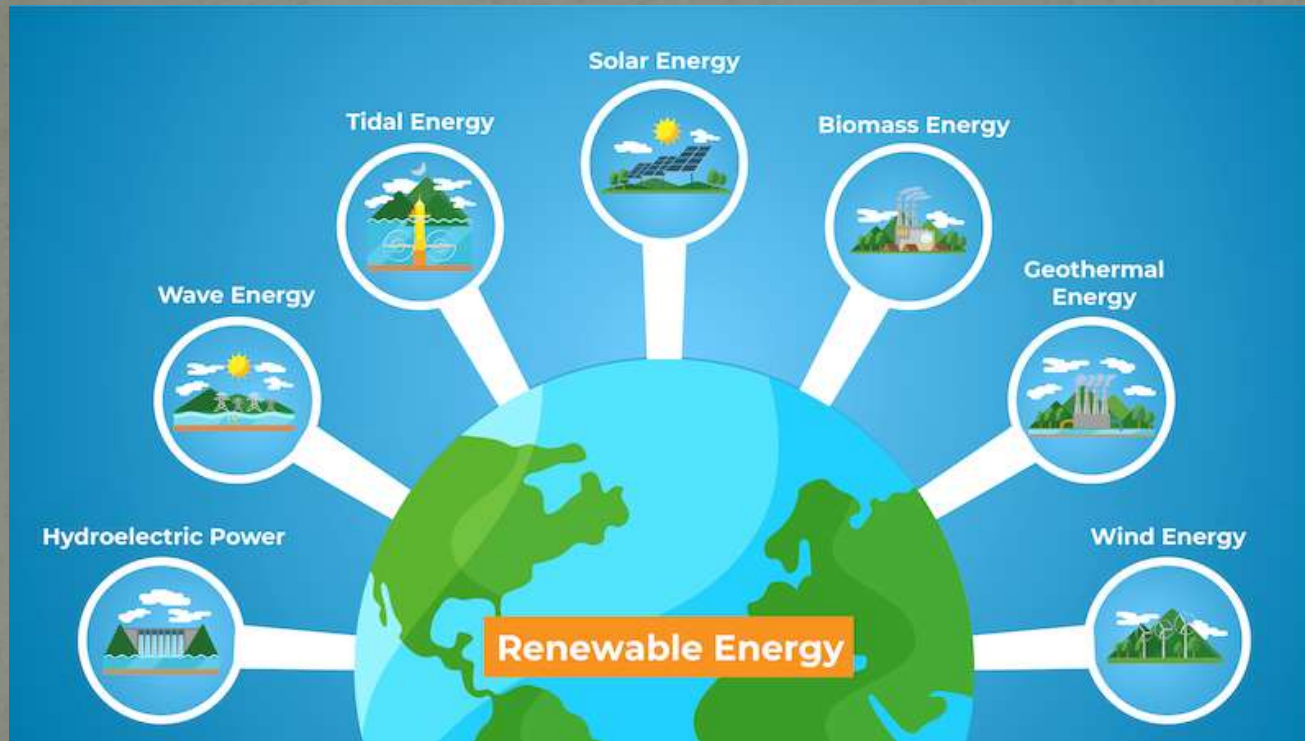 Solar Energy
Tidal Energy
Biomass Energy
Wave Energy
Geothermal
Energy
Hydroelectric Power
Wind Energy
Renewable Energy